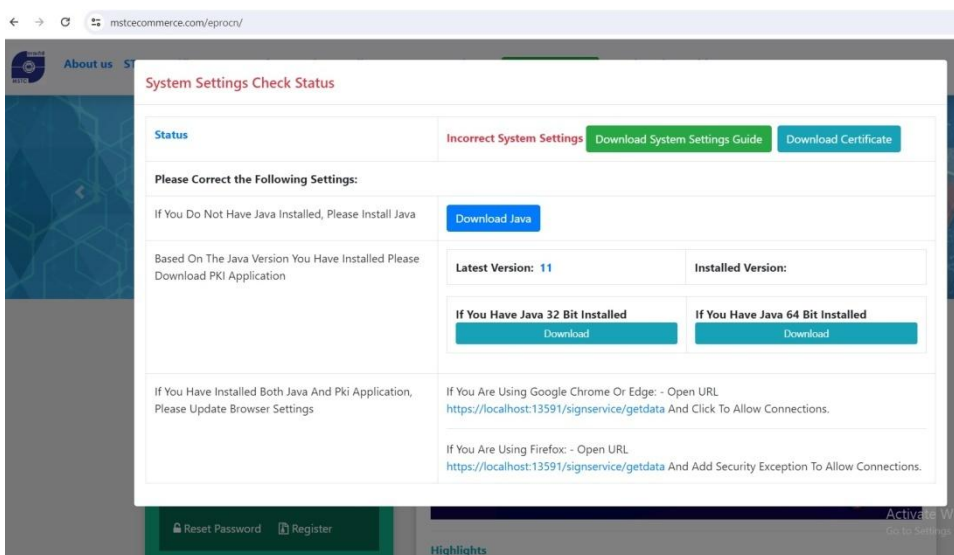 mstcecommerce.com/eprocn/
MSTC
About us ST
System Settings Check Status
Status
Incorrect System Settings Download System Settings Guide Download Certificate
Please Correct the Following Settings:
If You Do Not Have Java Installed, Please Install Java
Download Java
Based On The Java Version You Have Installed Please
Download PKI Application
Latest Version: 11
Installed Version:
If You Have Java 32 Bit Installed
Download
If You Have Java 64 Bit Installed
Download
If You Have Installed Both Java And Pki Application,
Please Update Browser Settings
If You Are Using Google Chrome Or Edge: - Open URL
https://localhost:13591/signservice/getdata And Click To Allow Connections.
If You Are Using Firefox: - Open URL
https://localhost:13591/signservice/getdata And Add Security Exception To Allow Connections.
Reset Password Register
Highlights
Activate W
Go to Settings